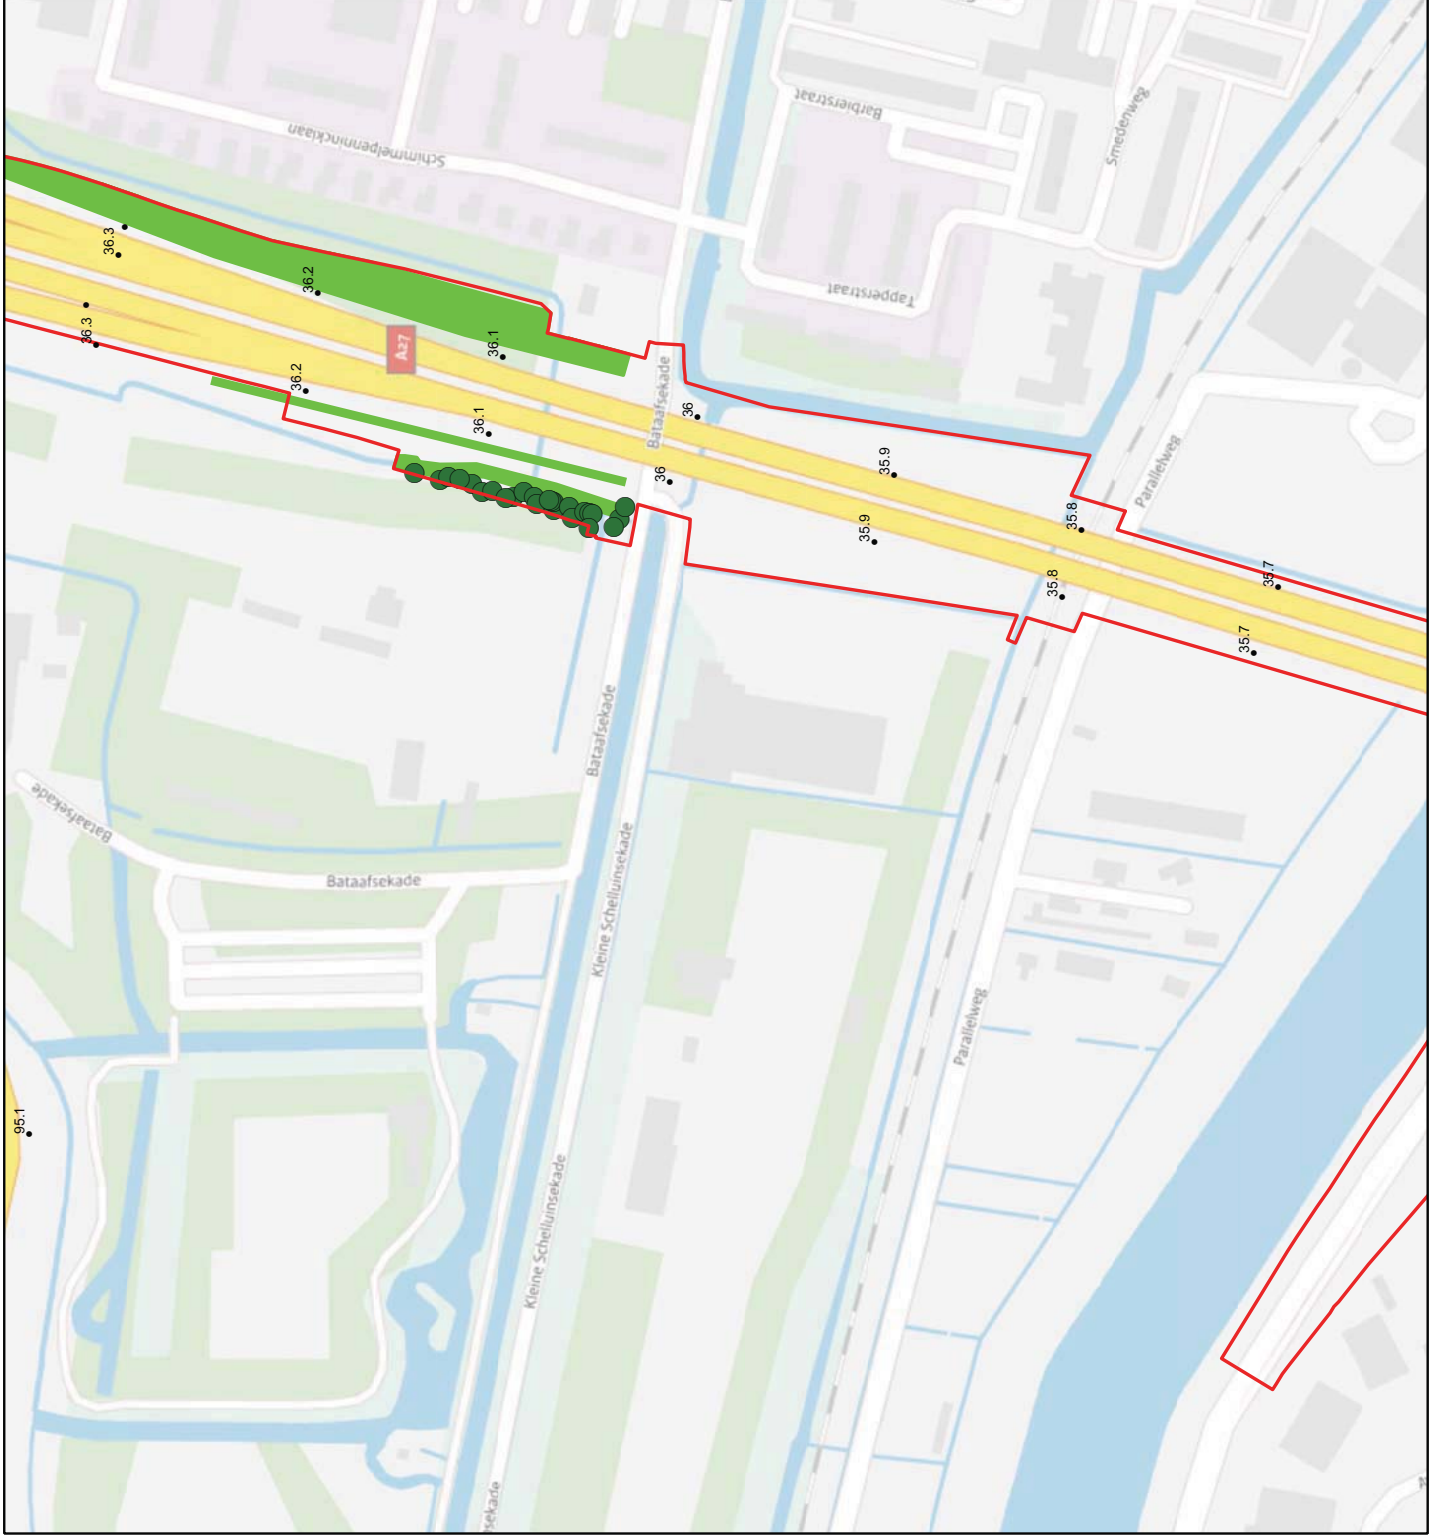 Schimmelpennincklaan
Barbierstraat
Smedenweg
Tapperstraat
36.3
36.3
36.2
36.2
A27
36.1
36.1
Bataafsekade
36
36
35.9
35.9
35.8
35.8
35.7
35.7
Parallelweg
Bataafsekade
Bataafsekade
Bataafsekade
Kleine Schelluinsekade
Parallelweg
95.1
Kleine Schelluinsekade
sekade